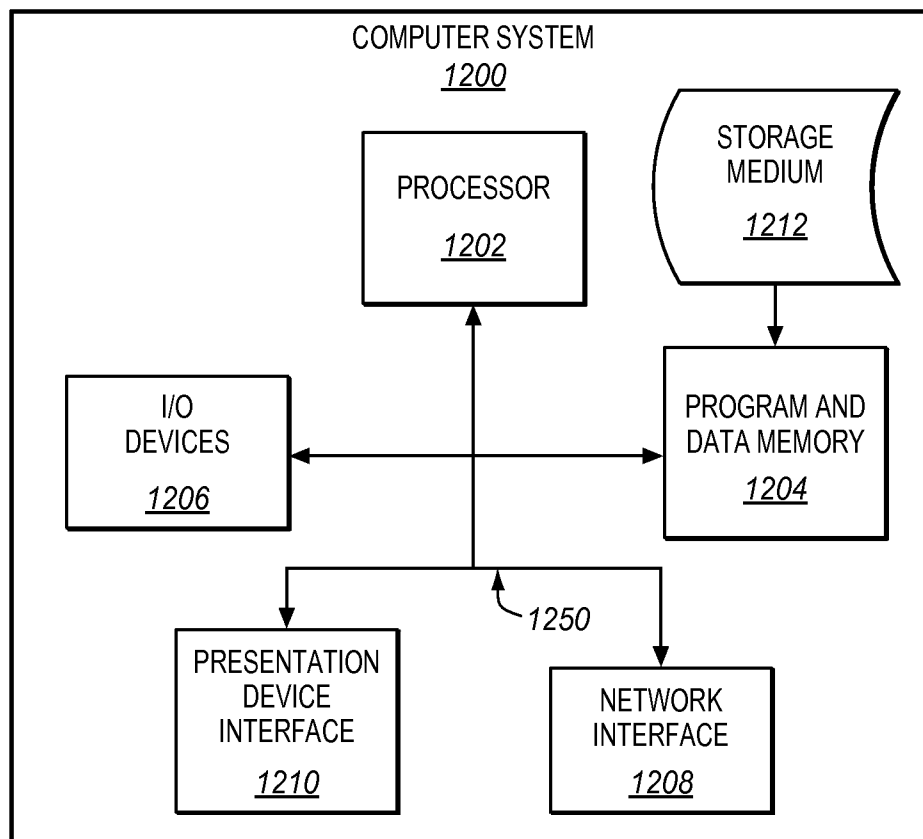 COMPUTER SYSTEM
1200
PROCESSOR
1202
STORAGE
MEDIUM
1212
I/O
DEVICES
1206
PROGRAM AND
DATA MEMORY
1204
1250
PRESENTATION
DEVICE
INTERFACE
1210
NETWORK
INTERFACE
1208